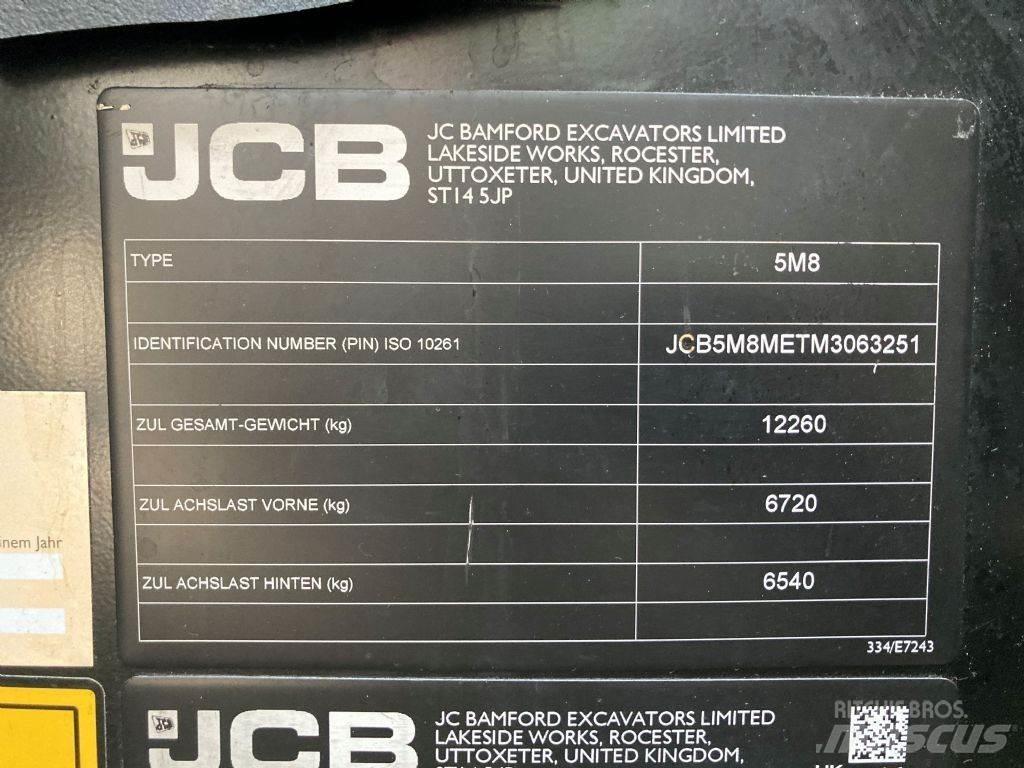 JCB
JC BAMFORD EXCAVATORS LIMITED
LAKESIDE WORKS, ROCESTER,
UTTOXETER, UNITED KINGDOM,
ST14 5JP
TYPE 5M8
IDENTIFICATION NUMBER (PIN) ISO 10261 JCB5M8METM3063251
ZUL GESAMT-GEWICHT (kg) 12260
ZUL ACHSLAST VORNE (kg) 6720
inem Jahr
ZUL ACHSLAST HINTEN (kg) 6540
334/E7243
JCB
JC BAMFORD EXCAVATORS LIMITED
LAKESIDE WORKS, ROCESTER,
UTTOXETER, UNITED KINGDOM,
RITCHIE BROS.
mascus